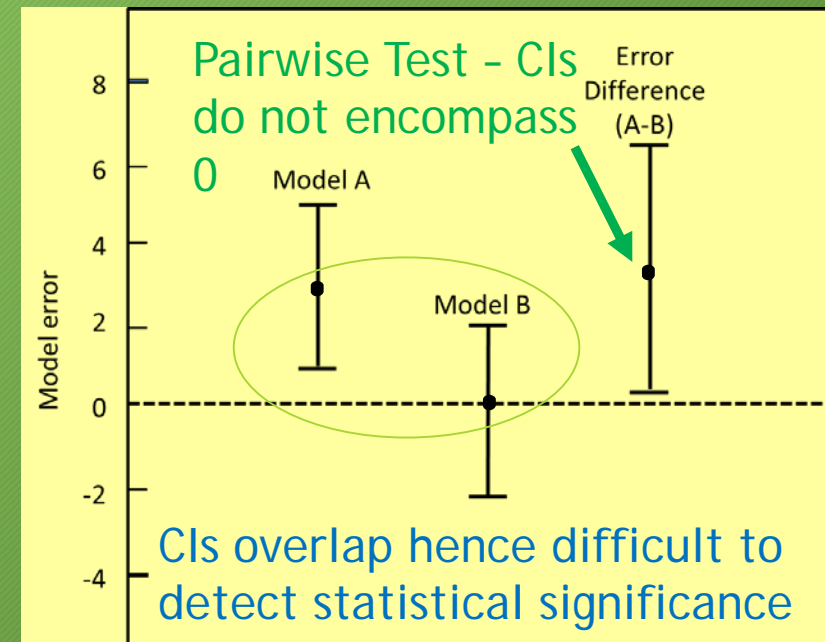 Pairwise Test – CIs
do not encompass
0
Error
Difference
(A-B)
Model A
Model B
Model error
8
6
4
2
0
-2
-4
CIs overlap hence difficult to
detect statistical significance